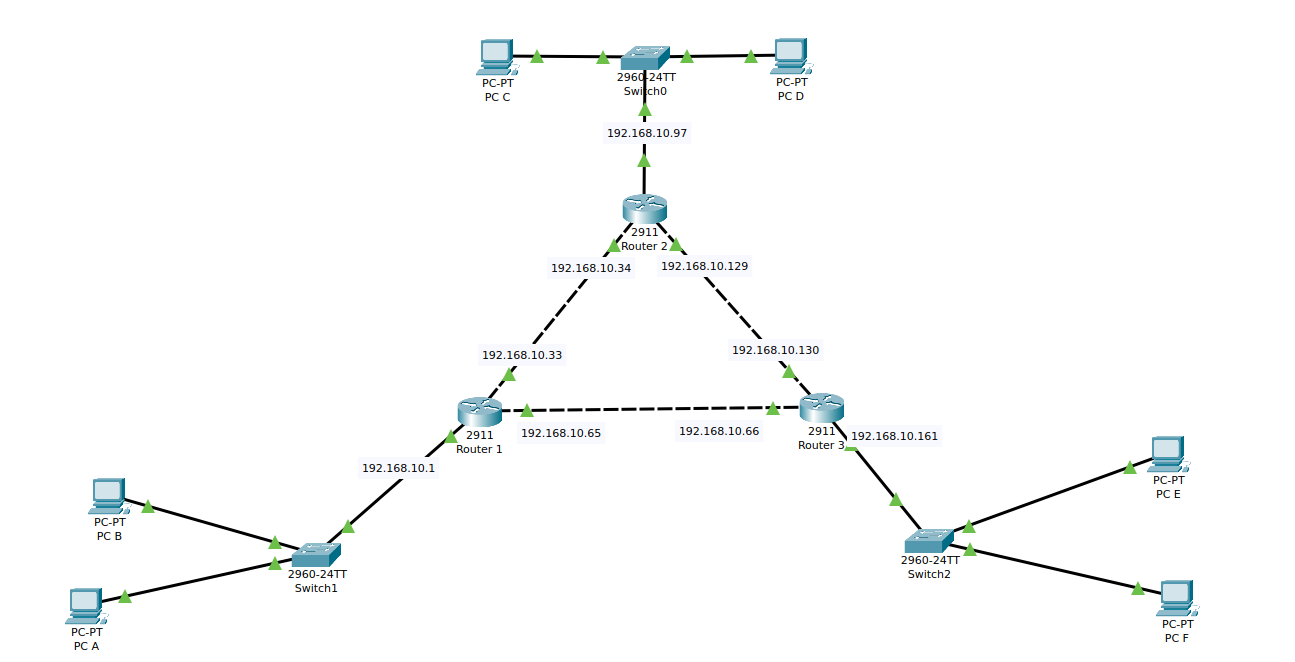 PC-PT
PC C
2960-24TT
Switch0
PC-PT
PC D
192.168.10.97
2911
Router 2
192.168.10.34
192.168.10.129
192.168.10.33
192.168.10.130
2911
Router 1
192.168.10.65
192.168.10.66
2911
Router 3
192.168.10.161
192.168.10.1
PC-PT
PC B
PC-PT
PC E
2960-24TT
Switch1
2960-24TT
Switch2
PC-PT
PC A
PC-PT
PC F